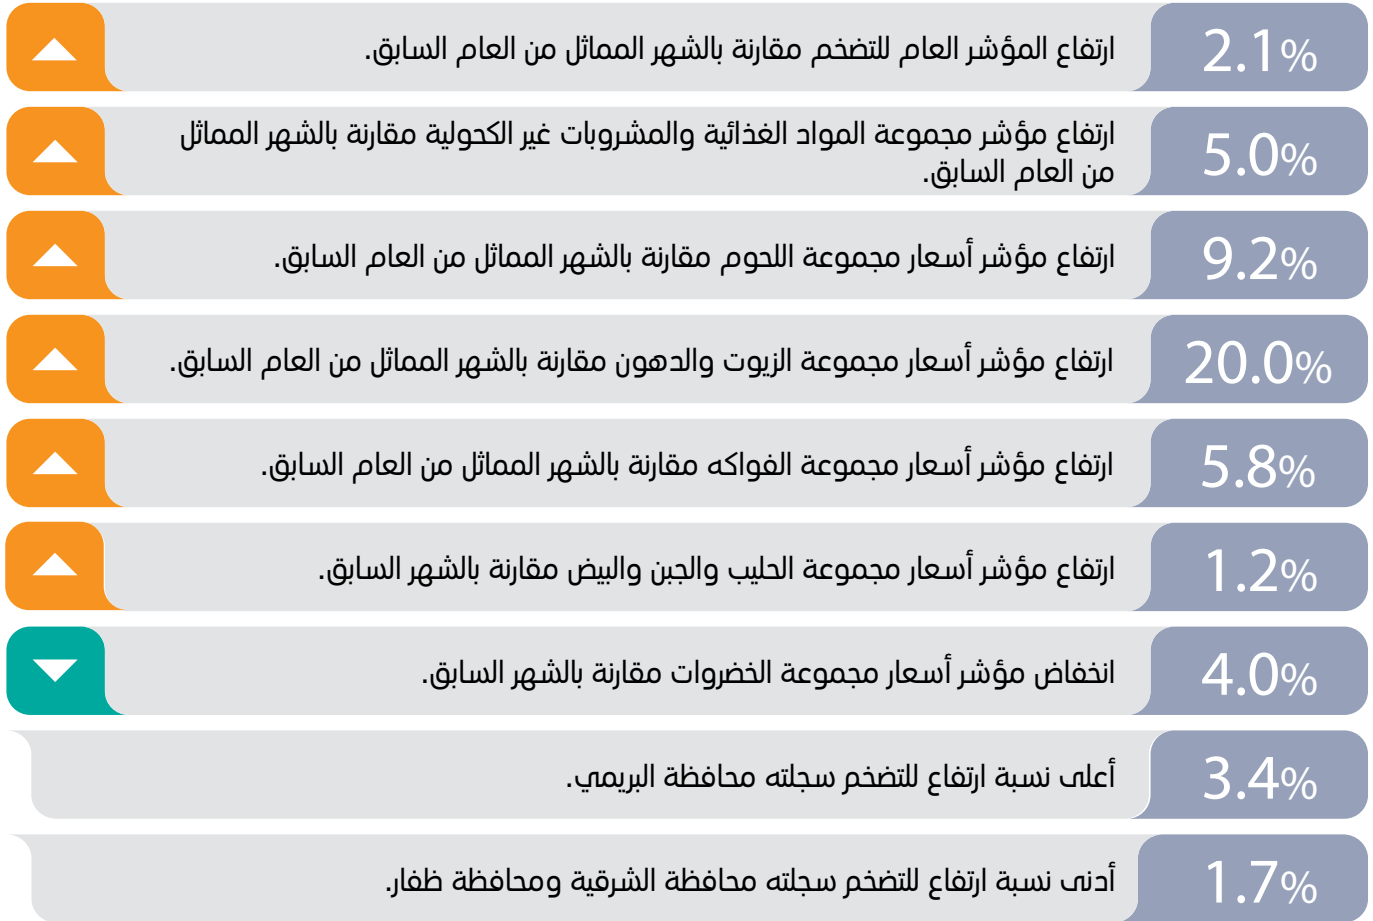 2.1%
ارتفاع المؤشر العام للتضخم مقارنة بالشهر المماثل من العام السابق.
5.0%
ارتفاع مؤشر مجموعة المواد الغذائية والمشروبات غير الكحولية مقارنة بالشهر المماثل
من العام السابق.
9.2%
ارتفاع مؤشر أسعار مجموعة اللحوم مقارنة بالشهر المماثل من العام السابق.
20.0%
ارتفاع مؤشر أسعار مجموعة الزيوت والدهون مقارنة بالشهر المماثل من العام السابق.
5.8%
ارتفاع مؤشر أسعار مجموعة الفواكه مقارنة بالشهر المماثل من العام السابق.
1.2%
ارتفاع مؤشر أسعار مجموعة الحليب والجبن والبيض مقارنة بالشهر السابق.
4.0%
انخفاض مؤشر أسعار مجموعة الخضروات مقارنة بالشهر السابق.
3.4%
أعلى نسبة ارتفاع للتضخم سجلته محافظة البريمي.
1.7%
أدنى نسبة ارتفاع للتضخم سجلته محافظة الشرقية ومحافظة ظفار.